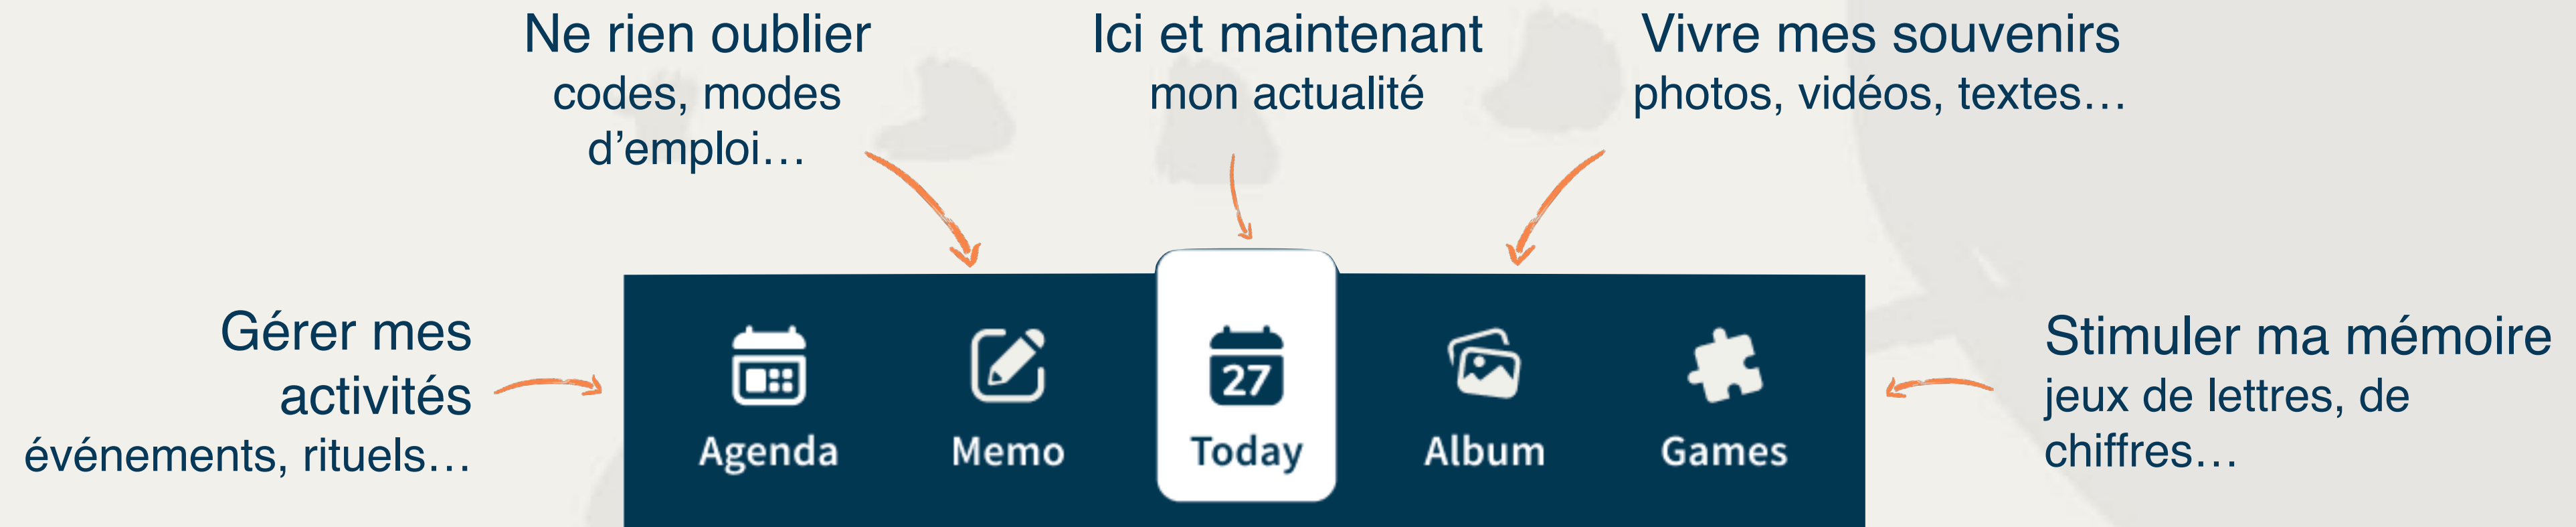 Ne rien oublier
codes, modes
d’emploi…
Ici et maintenant
mon actualité
Vivre mes souvenirs
photos, vidéos, textes…
Gérer mes
activités
événements, rituels…
Agenda
Memo
27
Today
Album
Games
Stimuler ma mémoire
jeux de lettres, de
chiffres…